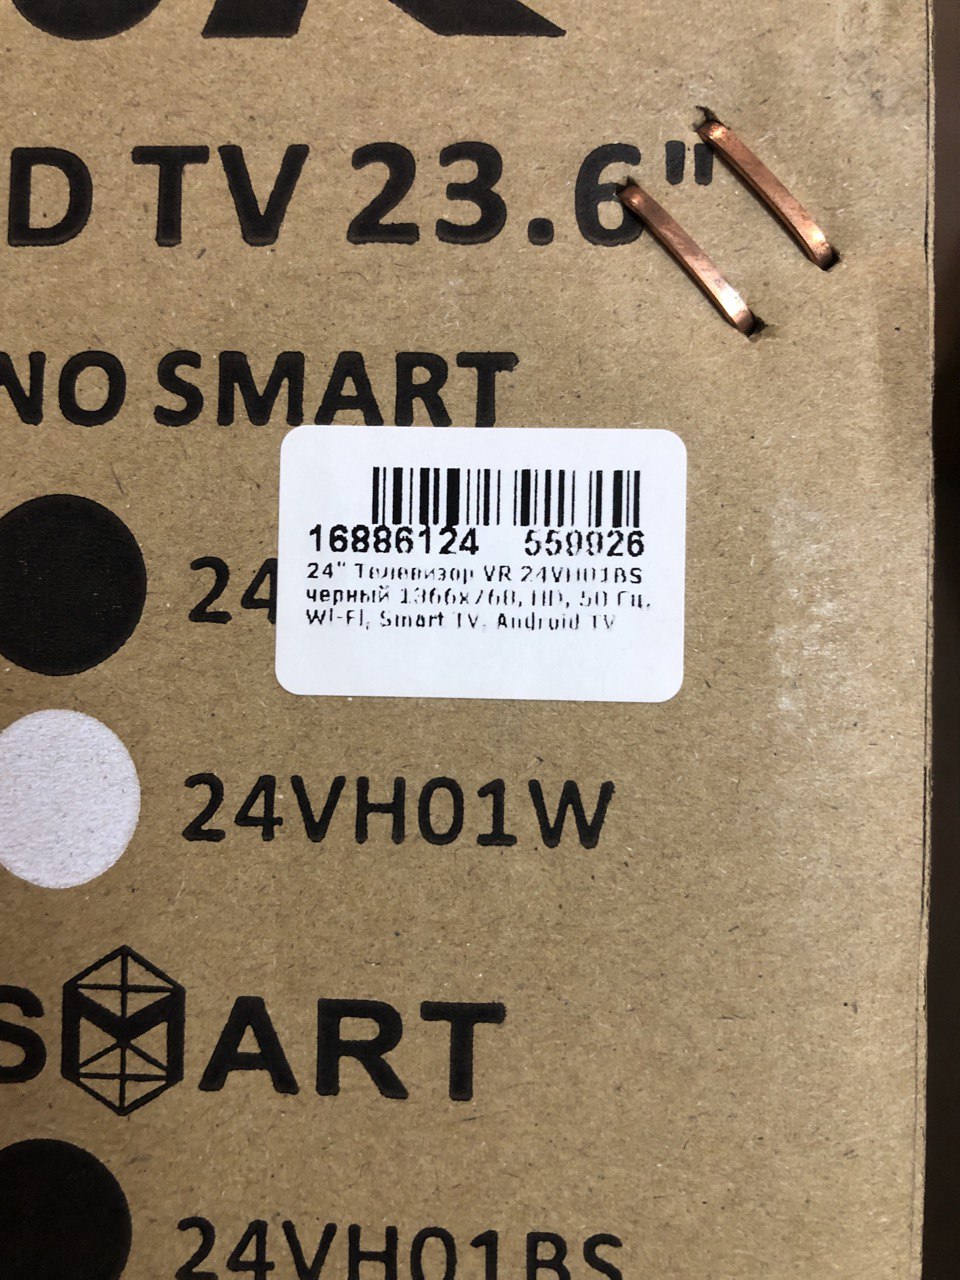 D TV 23.6"
NO SMART
16886124 559926
24" Телевизор VR 24VH01BS
черный 1366x768, HD, 50 Гц,
Wi-Fi, Smart TV, Android TV
24
24VH01W
SMART
24VH01BS